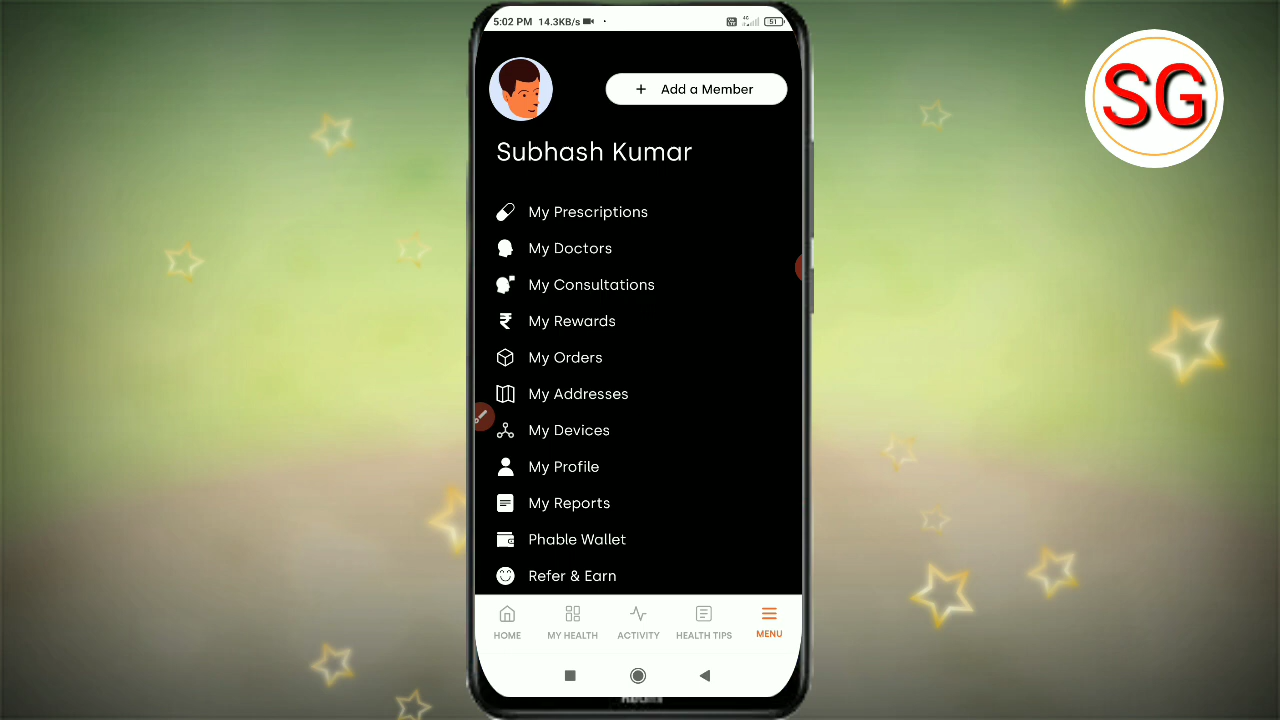 5:02 PM 14.3KB/s
4G
51
SG
+ Add a Member
Subhash Kumar
My Prescriptions
My Doctors
My Consultations
₹ My Rewards
My Orders
My Addresses
My Devices
My Profile
My Reports
Phable Wallet
Refer & Earn
HOME MY HEALTH ACTIVITY HEALTH TIPS MENU